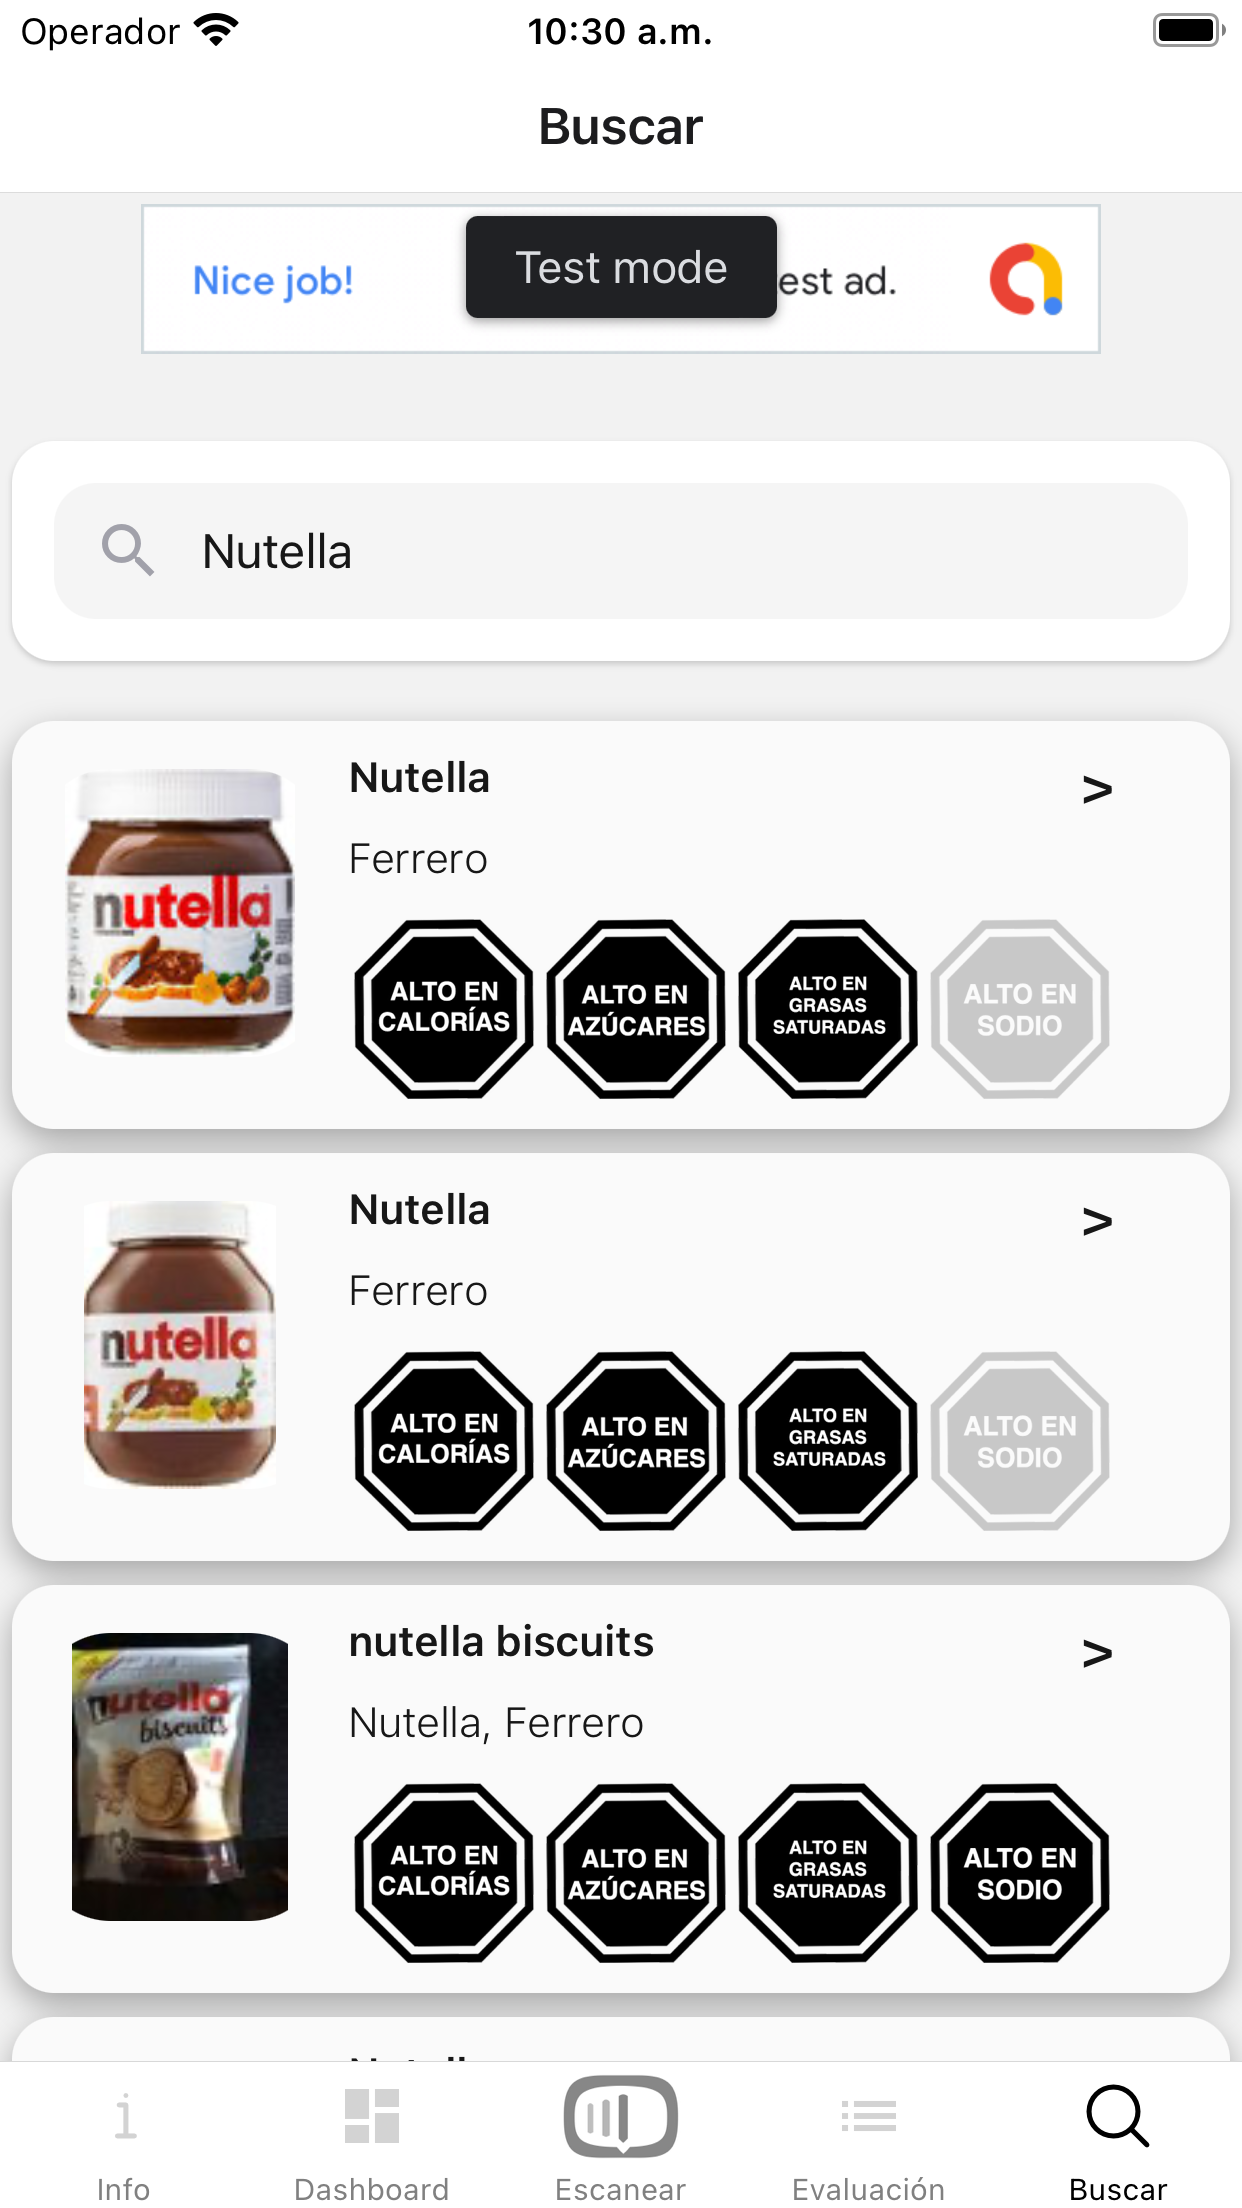 Operador
10:30 a.m.
Buscar
Nice job!
Test mode
est ad.
Nutella
Nutella
>
Ferrero
nutella
ALTO EN
CALORÍAS
ALTO EN
AZÚCARES
ALTO EN
GRASAS
SATURADAS
ALTO EN
SODIO
Nutella
>
Ferrero
nutella
ALTO EN
CALORÍAS
ALTO EN
AZÚCARES
ALTO EN
GRASAS
SATURADAS
ALTO EN
SODIO
nutella biscuits
>
Nutella, Ferrero
nutella
biscuits
ALTO EN
CALORÍAS
ALTO EN
AZÚCARES
ALTO EN
GRASAS
SATURADAS
ALTO EN
SODIO
Info
Dashboard
Escanear
Evaluación
Buscar